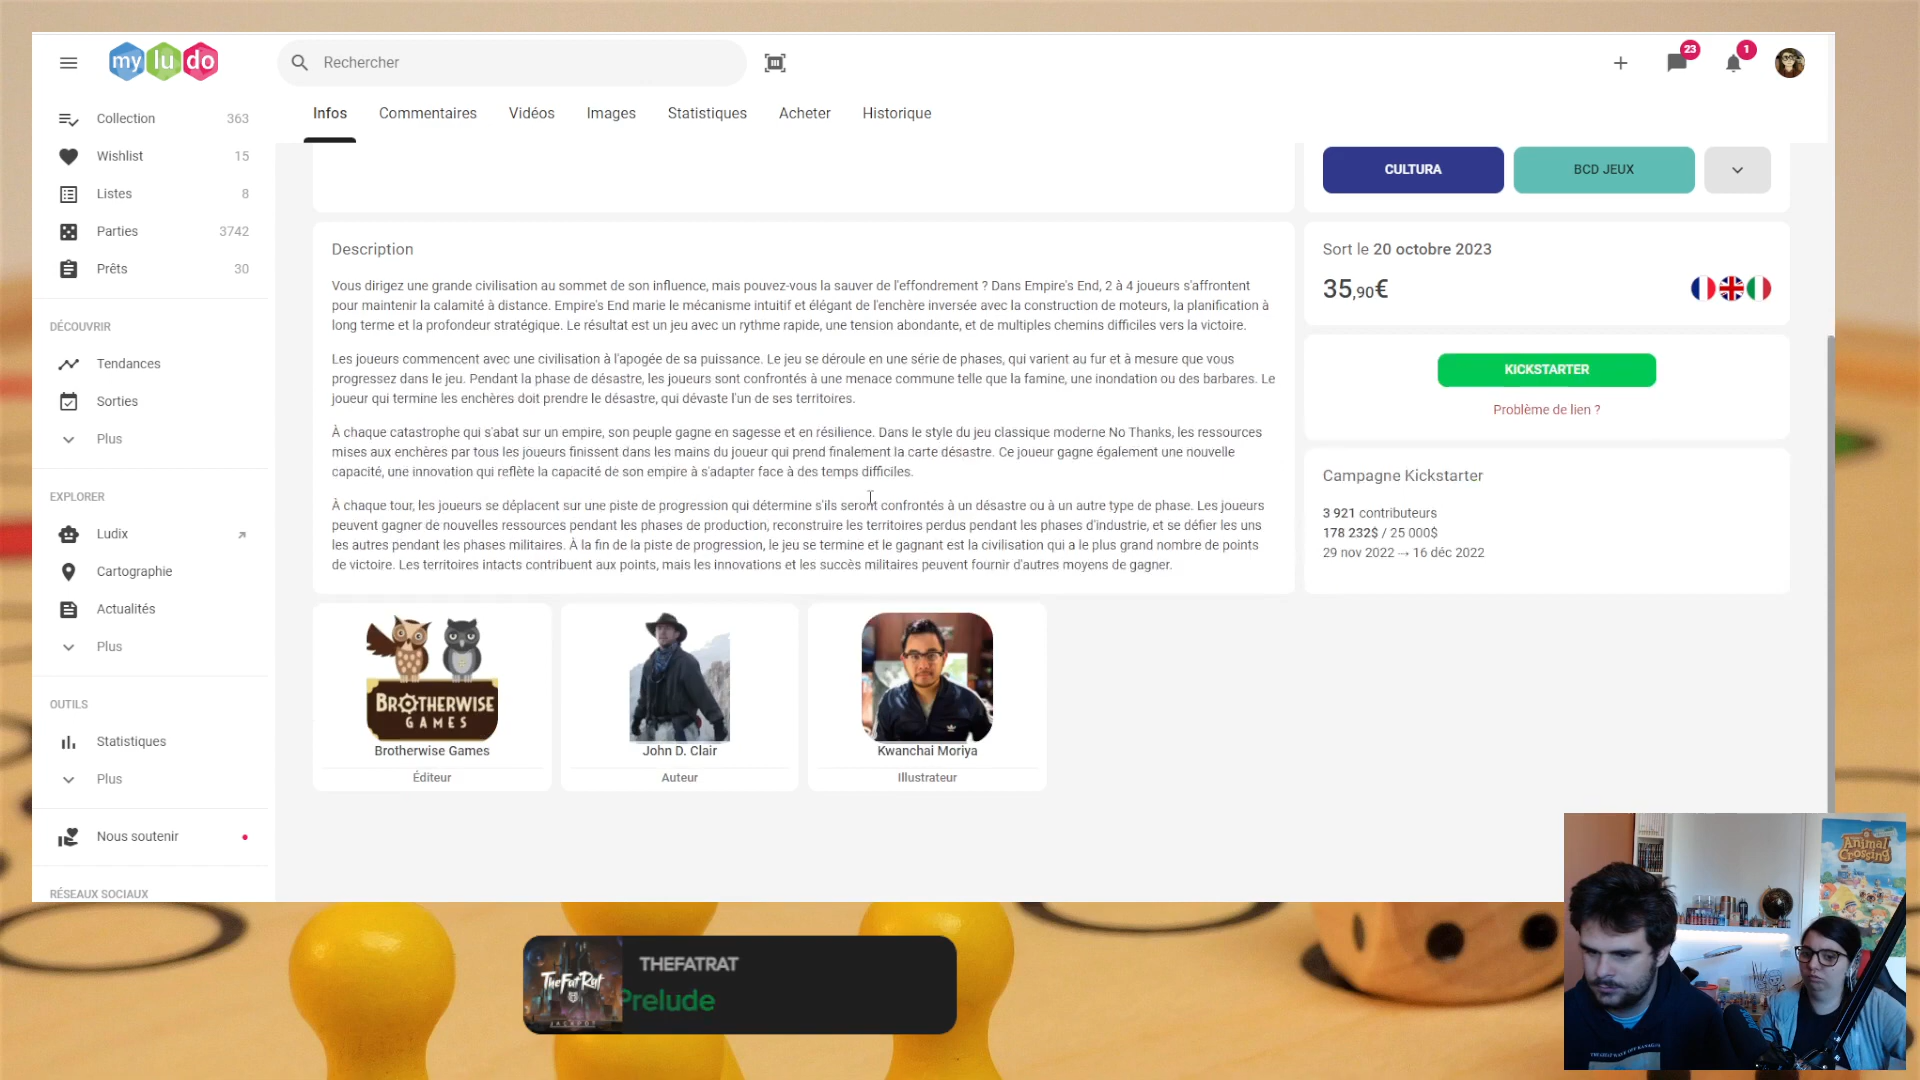 my lu do
Rechercher
23
1
Infos
Commentaires
Vidéos
Images
Statistiques
Acheter
Historique
Collection 363
Wishlist 15
Listes 8
Parties 3742
Prêts 30
DÉCOUVRIR
Tendances
Sorties
Plus
EXPLORER
Ludix
Cartographie
Actualités
Plus
OUTILS
Statistiques
Plus
Nous soutenir
RÉSEAUX SOCIAUX
CULTURA
BCD JEUX
Description
Vous dirigez une grande civilisation au sommet de son influence, mais pouvez-vous la sauver de l'effondrement ? Dans Empire's End, 2 à 4 joueurs s'affrontent
pour maintenir la calamité à distance. Empire's End marie le mécanisme intuitif et élégant de l'enchère inversée avec la construction de moteurs, la planification à
long terme et la profondeur stratégique. Le résultat est un jeu avec un rythme rapide, une tension abondante, et de multiples chemins difficiles vers la victoire.
Les joueurs commencent avec une civilisation à l'apogée de sa puissance. Le jeu se déroule en une série de phases, qui varient au fur et à mesure que vous
progressez dans le jeu. Pendant la phase de désastre, les joueurs sont confrontés à une menace commune telle que la famine, une inondation ou des barbares. Le
joueur qui termine les enchères doit prendre le désastre, qui dévaste l'un de ses territoires.
À chaque catastrophe qui s'abat sur un empire, son peuple gagne en sagesse et en résilience. Dans le style du jeu classique moderne No Thanks, les ressources
mises aux enchères par tous les joueurs finissent dans les mains du joueur qui prend finalement la carte désastre. Ce joueur gagne également une nouvelle
capacité, une innovation qui reflète la capacité de son empire à s'adapter face à des temps difficiles.
À chaque tour, les joueurs se déplacent sur une piste de progression qui détermine s'ils seront confrontés à un désastre ou à un autre type de phase. Les joueurs
peuvent gagner de nouvelles ressources pendant les phases de production, reconstruire les territoires perdus pendant les phases d'industrie, et se défier les uns
les autres pendant les phases militaires. À la fin de la piste de progression, le jeu se termine et le gagnant est la civilisation qui a le plus grand nombre de points
de victoire. Les territoires intacts contribuent aux points, mais les innovations et les succès militaires peuvent fournir d'autres moyens de gagner.
Sort le 20 octobre 2023
35,90€
KICKSTARTER
Problème de lien ?
Campagne Kickstarter
3 921 contributeurs
178 232$ / 25 000$
29 nov 2022 → 16 déc 2022
BROTHERWISE
GAMES
Brotherwise Games
Éditeur
John D. Clair
Auteur
Kwanchai Moriya
Illustrateur
TheFatRat
JACKPOT
THEFATRAT
Prelude
Animal
Crossing